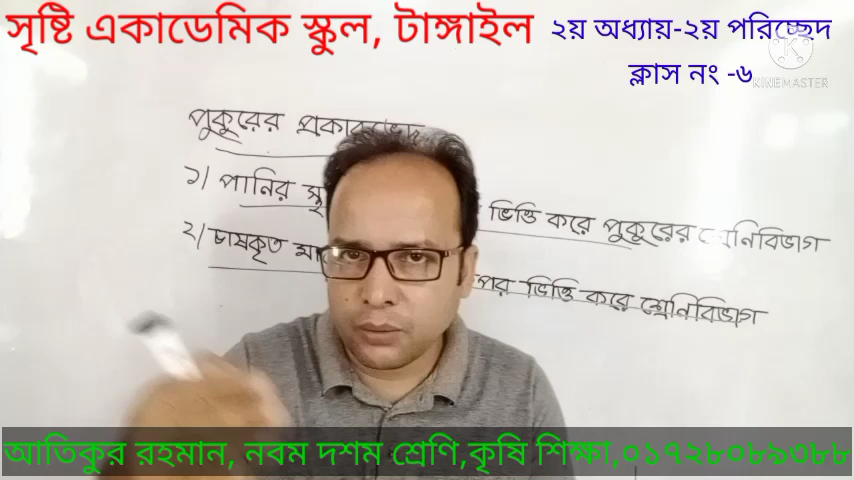 সৃষ্টি একাডেমিক স্কুল, টাঙ্গাইল
২য় অধ্যায়-২য় পরিচ্ছেদ
ক্লাস নং -৬
KINEMASTER
পুকুরের প্রকারভেদ
১/ পানির ভিত্তি করে পুকুরের শ্রেণিবিভাগ
২/ চাষকৃত পর ভিত্তি করে শ্রেণিবিভাগ
আতিকুর রহমান, নবম দশম শ্রেণি,কৃষি শিক্ষা,০১৭২৮০৮৯৩৮৮